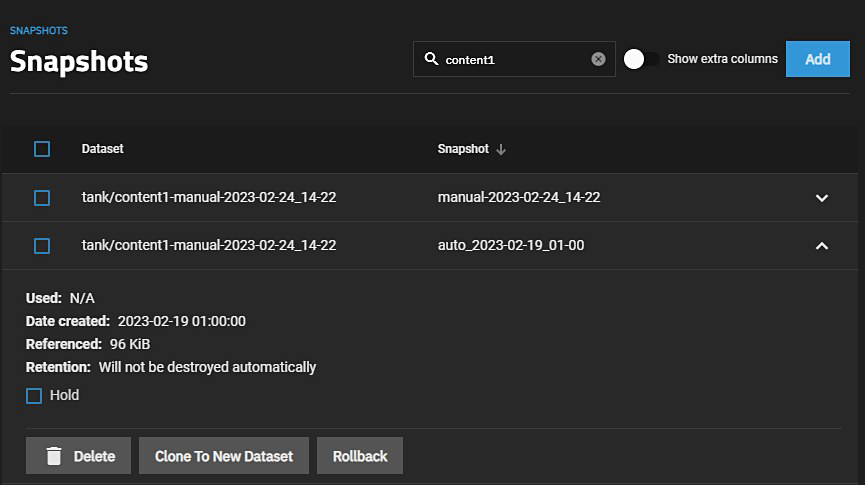 SNAPSHOTS
Snapshots
content1
Show extra columns
Add
Dataset Snapshot
tank/content1-manual-2023-02-24_14-22 manual-2023-02-24_14-22
tank/content1-manual-2023-02-24_14-22 auto_2023-02-19_01-00
Used: N/A
Date created: 2023-02-19 01:00:00
Referenced: 96 KiB
Retention: Will not be destroyed automatically
Hold
Delete Clone To New Dataset Rollback